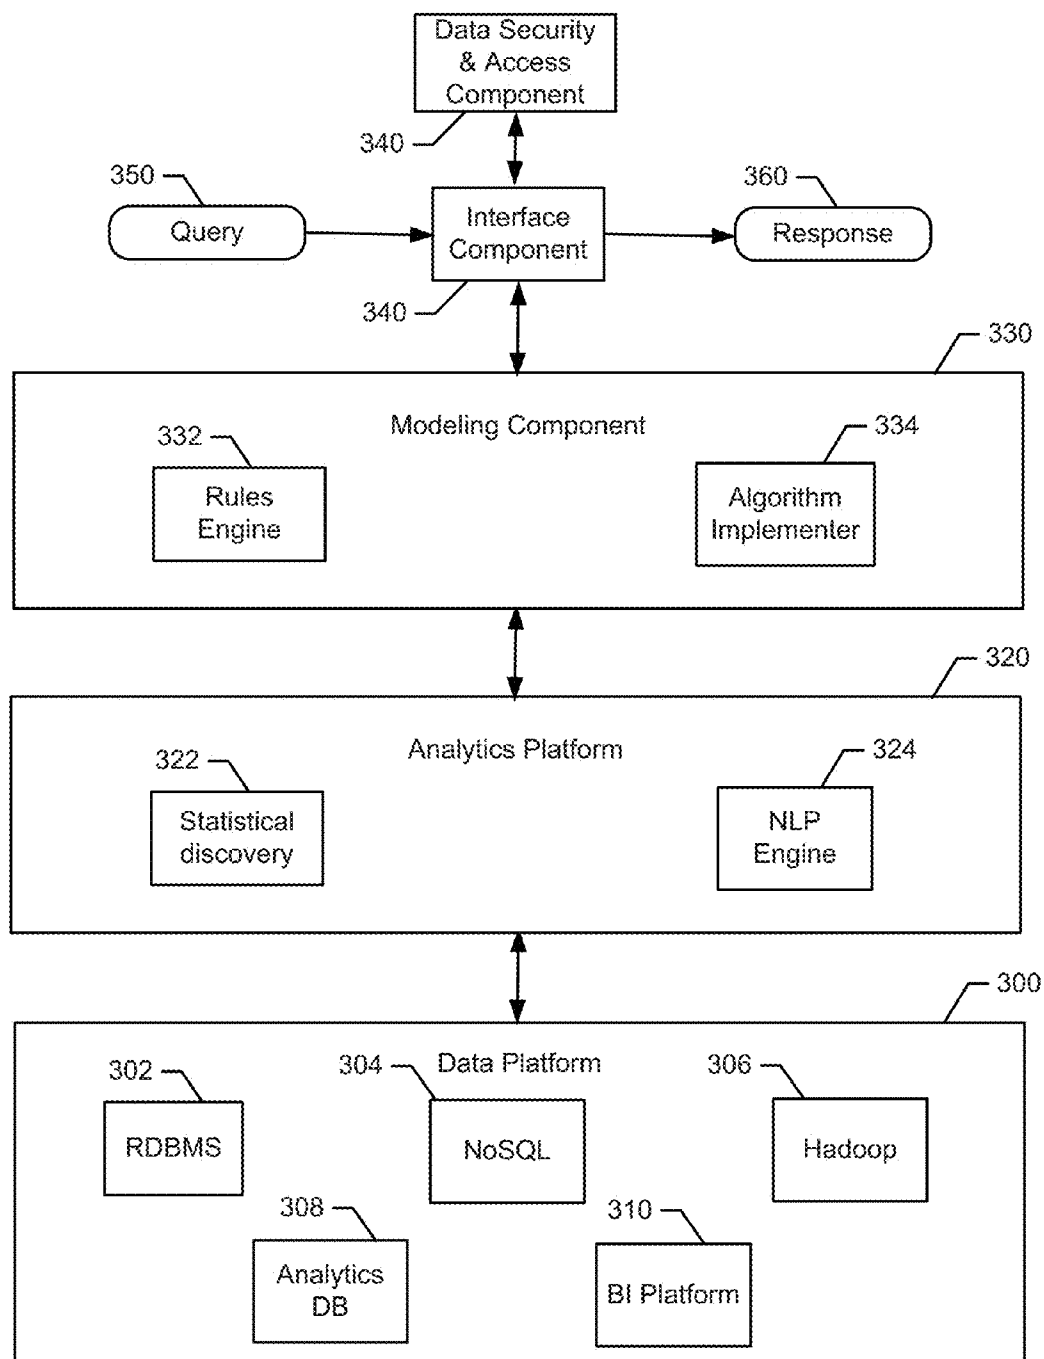 Data Security
& Access
Component
340
350
360
Query
Interface
Component
Response
340
330
Modeling Component
332
334
Rules
Engine
Algorithm
Implementer
320
Analytics Platform
322
324
Statistical
discovery
NLP
Engine
300
Data Platform
302
304
306
RDBMS
NoSQL
Hadoop
308
310
Analytics
DB
BI Platform